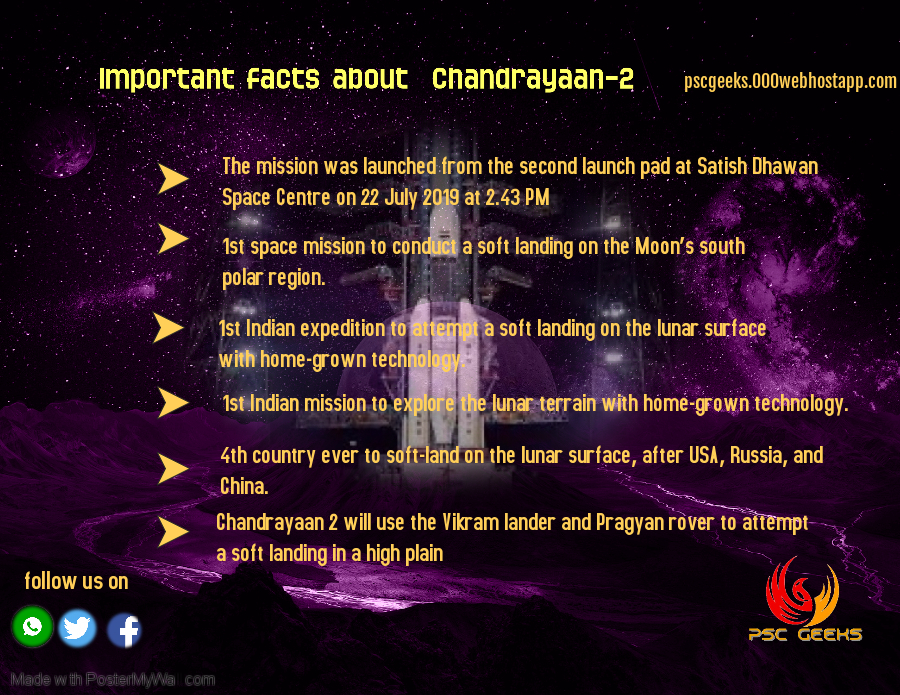 Important facts about Chandrayaan-2
pscgeeks.000webhostapp.com
The mission was launched from the second launch pad at Satish Dhawan
Space Centre on 22 July 2019 at 2.43 PM
1st space mission to conduct a soft landing on the Moon's south
polar region.
1st Indian expedition to attempt a soft landing on the lunar surface
with home-grown technology.
1st Indian mission to explore the lunar terrain with home-grown technology.
4th country ever to soft-land on the lunar surface, after USA, Russia, and
China.
Chandrayaan 2 will use the Vikram lander and Pragyan rover to attempt
a soft landing in a high plain
follow us on
PSC GEEKS
Made with PosterMyWa com